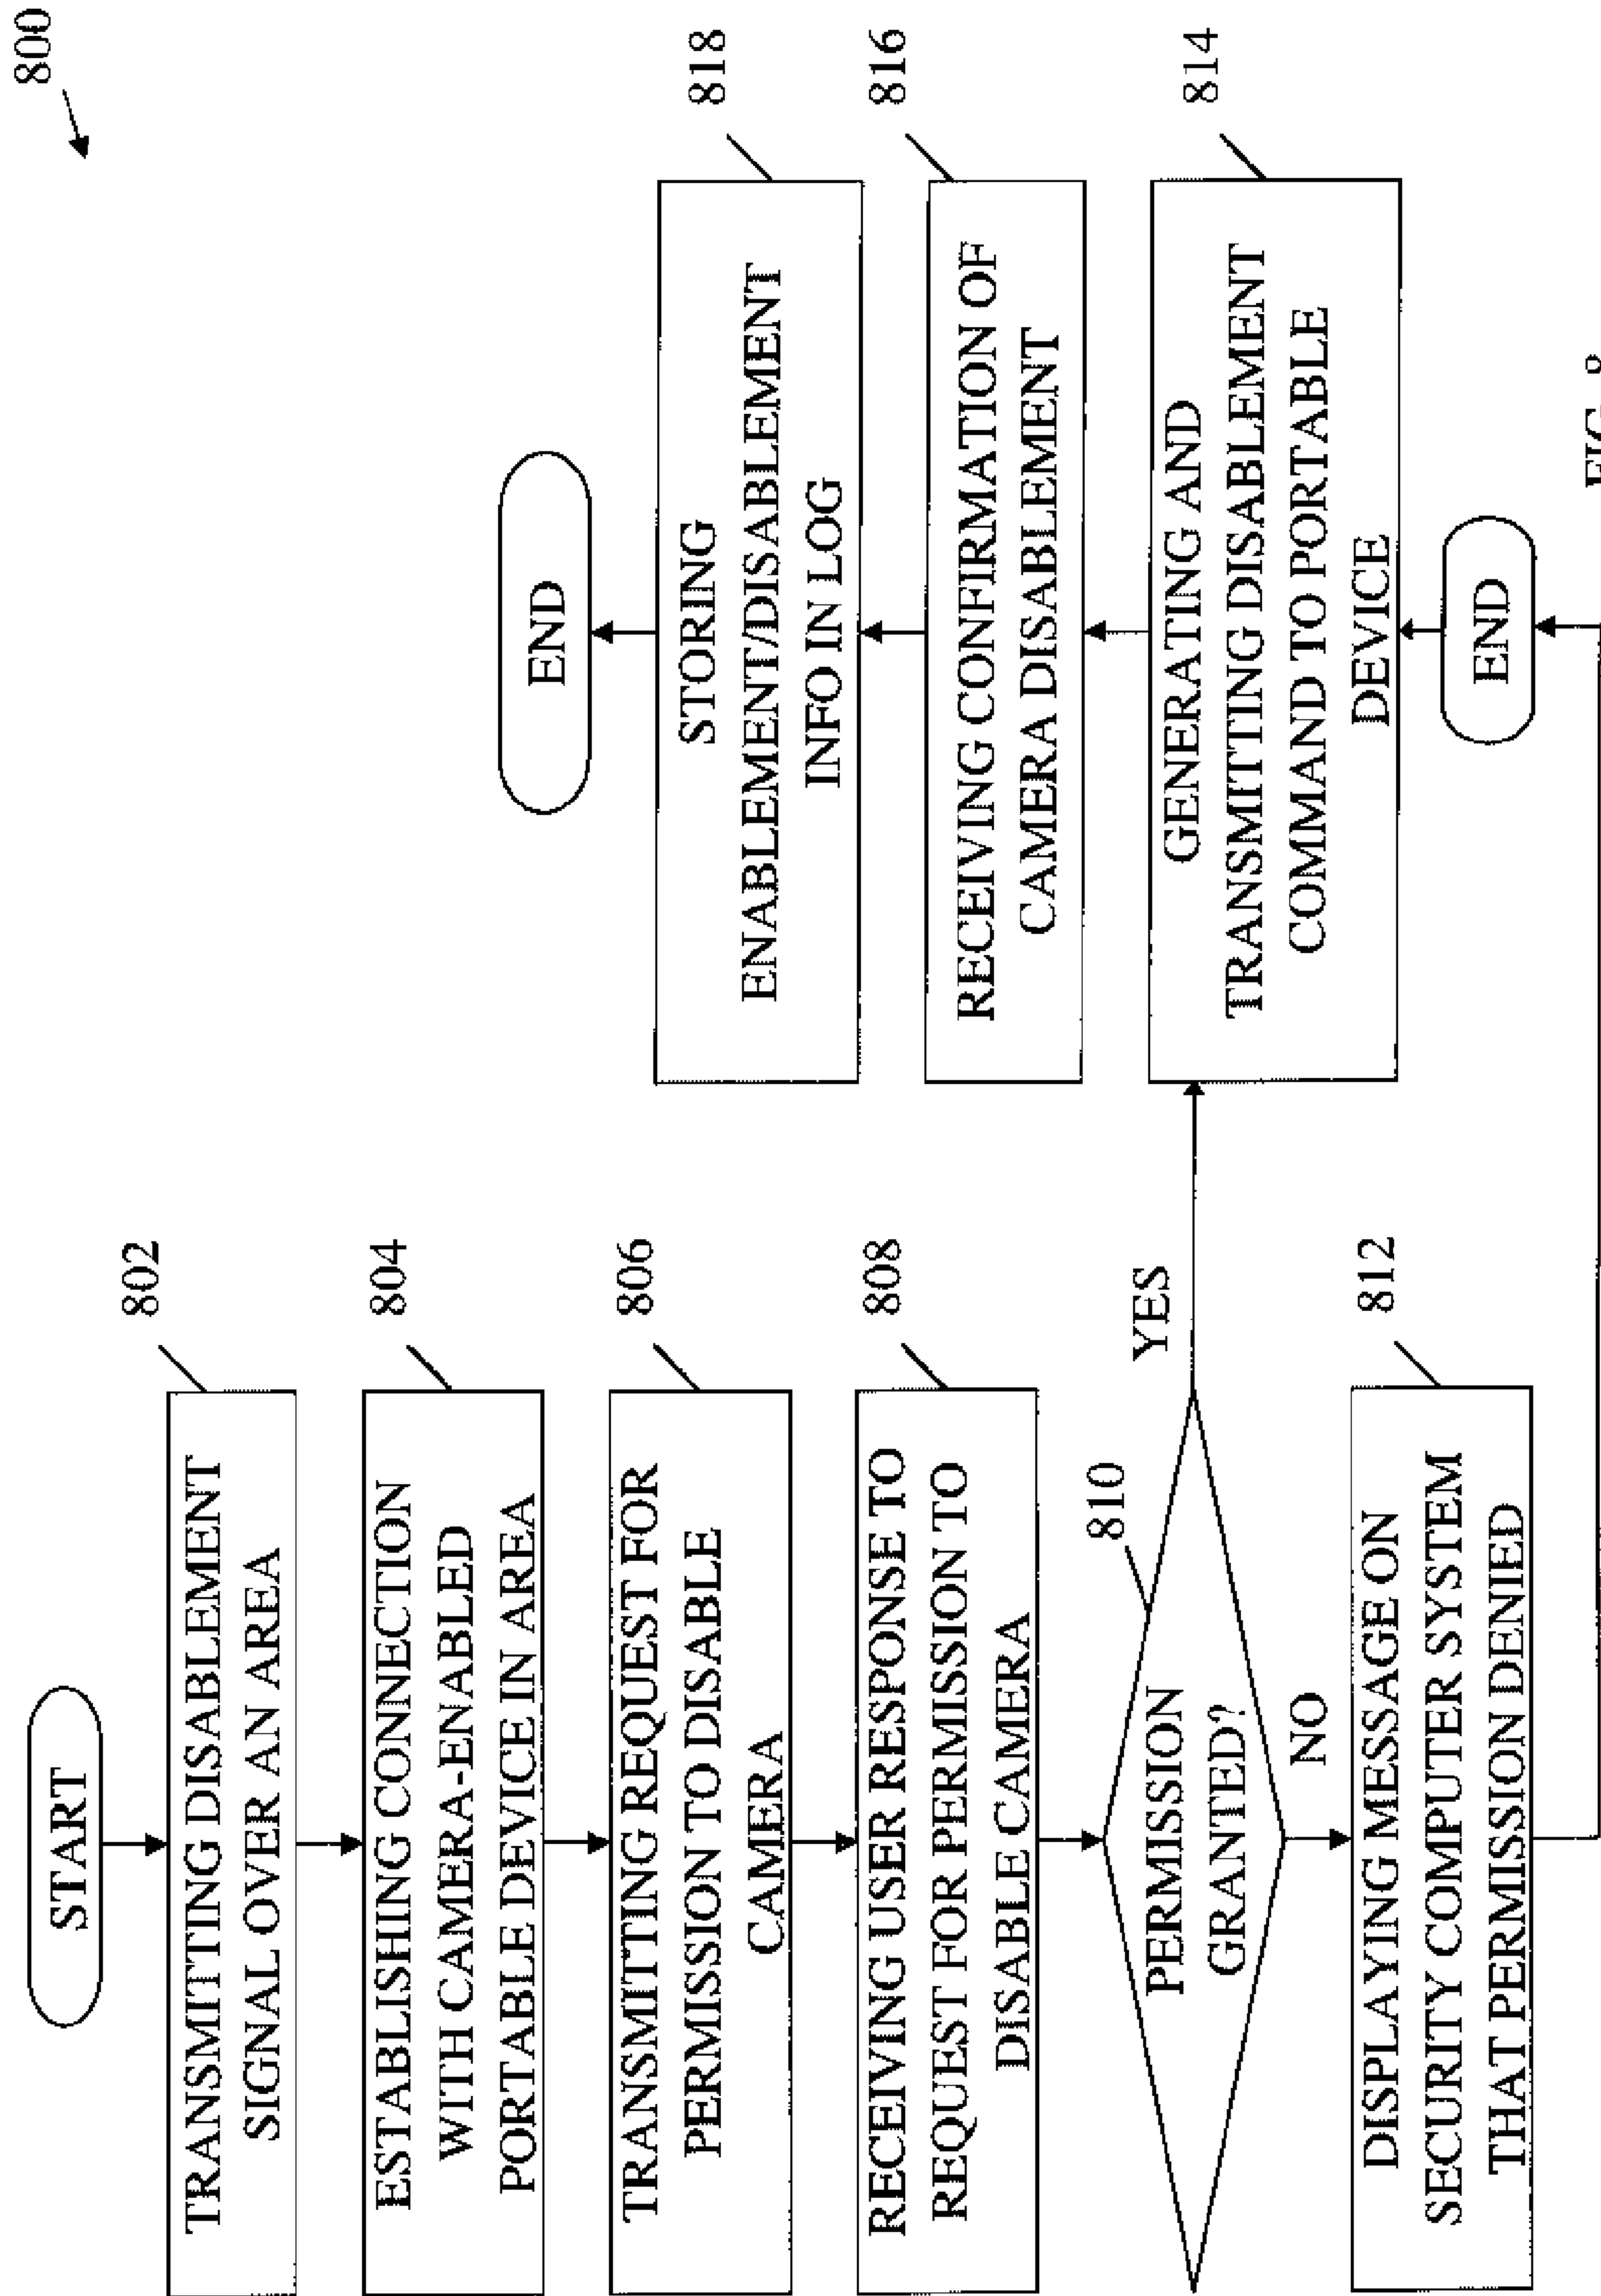 800
START
TRANSMITTING DISABLEMENT
SIGNAL OVER AN AREA
802
ESTABLISHING CONNECTION
WITH CAMERA-ENABLED
PORTABLE DEVICE IN AREA
804
TRANSMITTING REQUEST FOR
PERMISSION TO DISABLE
CAMERA
806
RECEIVING USER RESPONSE TO
REQUEST FOR PERMISSION TO
DISABLE CAMERA
808
PERMISSION
GRANTED?
810
YES
NO
DISPLAYING MESSAGE ON
SECURITY COMPUTER SYSTEM
THAT PERMISSION DENIED
812
END
STORING
ENABLEMENT/DISABLEMENT
INFO IN LOG
818
RECEIVING CONFIRMATION OF
CAMERA DISABLEMENT
816
GENERATING AND
TRANSMITTING DISABLEMENT
COMMAND TO PORTABLE
DEVICE
814
END
FIG. 8